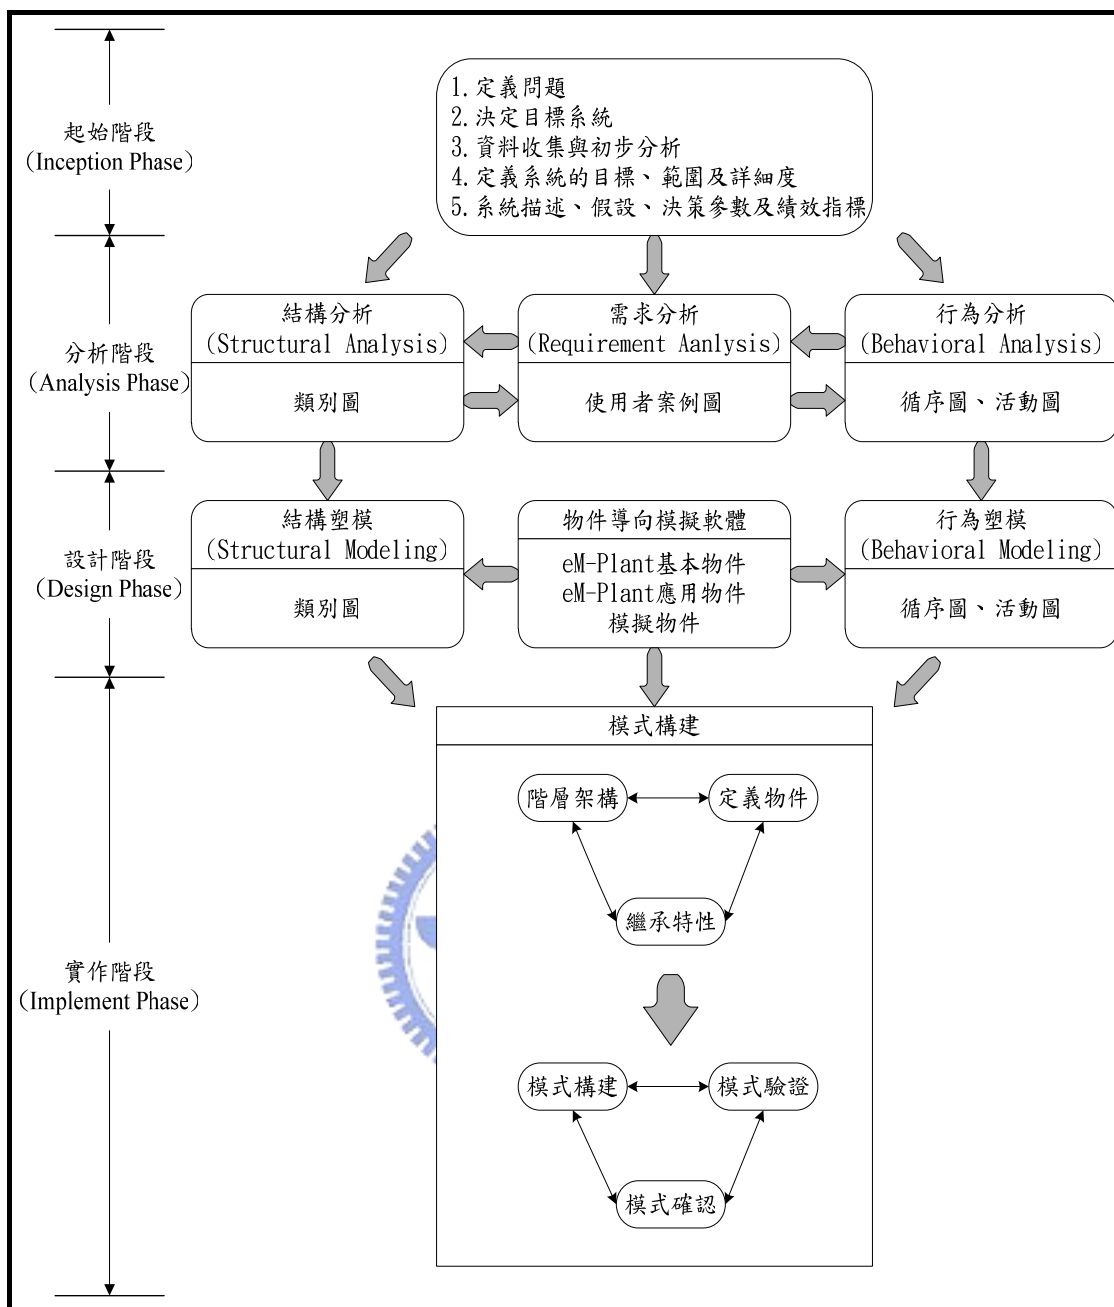 起始階段
(Inception Phase)
1.定義問題
2.決定目標系統
3.資料收集與初步分析
4.定義系統的目標、範圍及詳細度
5.系統描述、假設、決策參數及績效指標
分析階段
(Analysis Phase)
結構分析
(Structural Analysis)
類別圖
需求分析
(Requirement Aanlysis)
使用者案例圖
行為分析
(Behavioral Analysis)
循序圖、活動圖
設計階段
(Design Phase)
結構塑模
(Structural Modeling)
類別圖
物件導向模擬軟體
eM-Plant基本物件
eM-Plant應用物件
模擬物件
行為塑模
(Behavioral Modeling)
循序圖、活動圖
實作階段
(Implement Phase)
模式構建
階層架構
定義物件
繼承特性
模式構建
模式驗證
模式確認